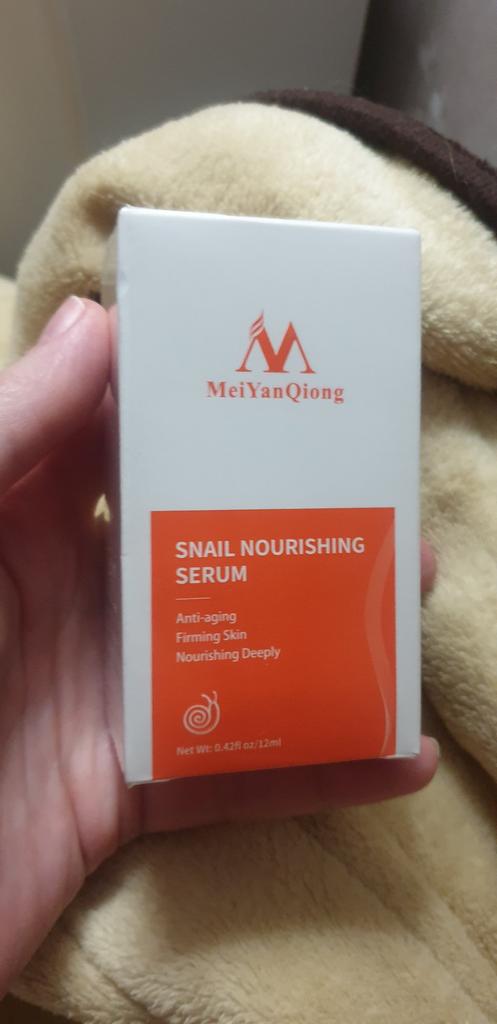 MeiYanQiong
SNAIL NOURISHING
SERUM
Anti-aging
Firming Skin
Nourishing Deeply
Net Wt: 0.42fl oz/12ml